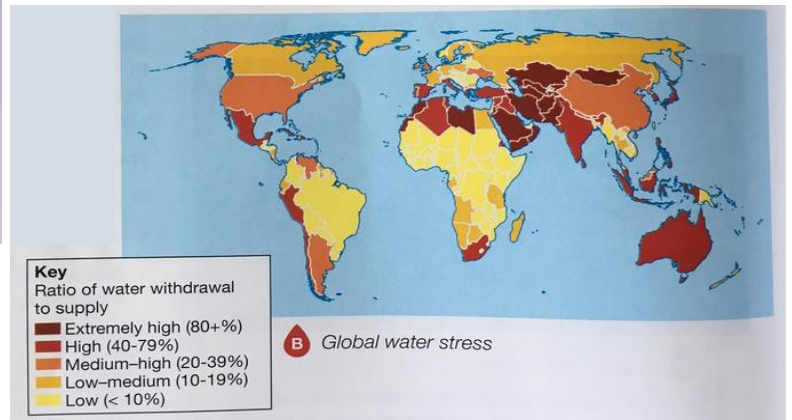 Key
Ratio of water withdrawal
to supply
Extremely high (80+%)
High (40-79%)
Medium–high (20-39%)
Low–medium (10-19%)
Low (< 10%)
B Global water stress